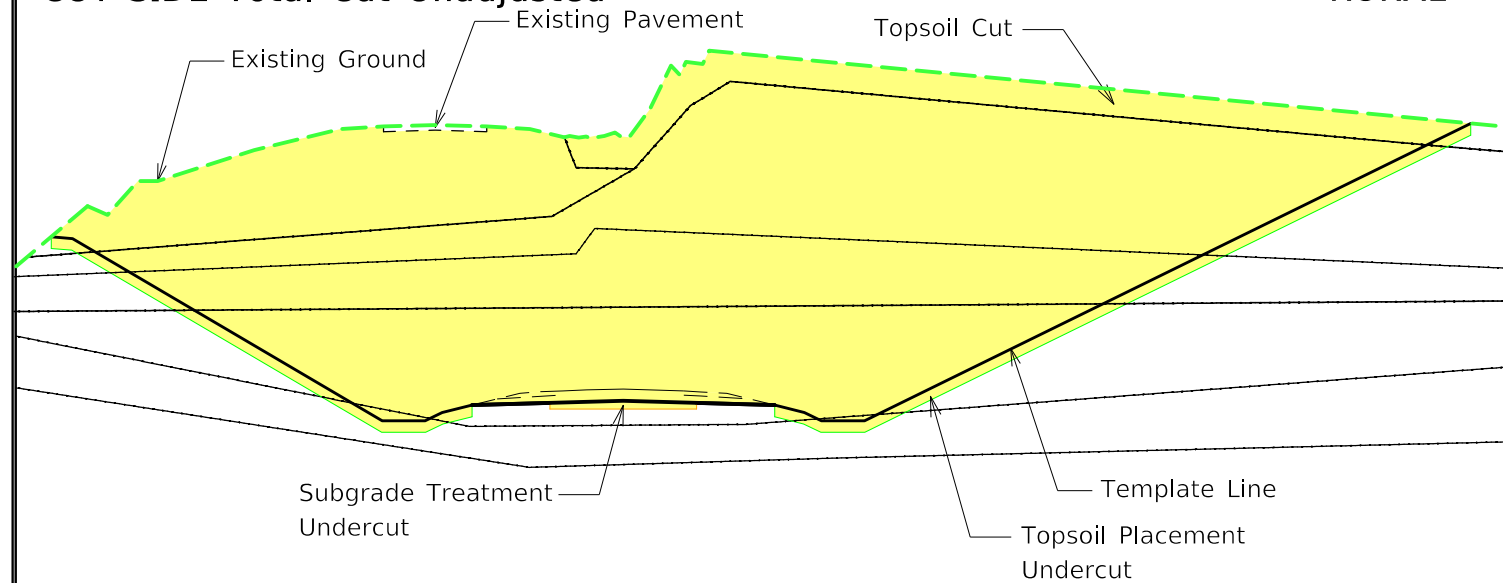 Existing Pavement
Topsoil Cut
Existing Ground
Subgrade Treatment
Undercut
Template Line
Topsoil Placement
Undercut